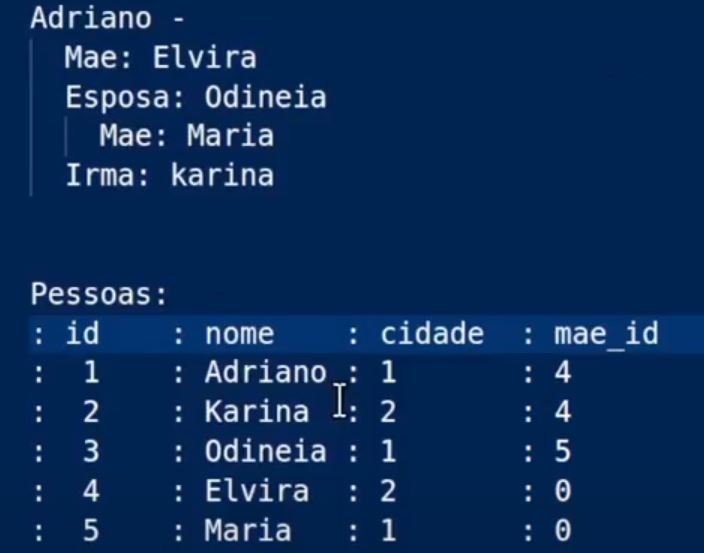 Adriano -
Mae: Elvira
Esposa: Odineia
Mae: Maria
Irma: karina
Pessoas:
: id : nome : cidade : mae_id
: 1 : Adriano : 1 : 4
: 2 : Karina : 2 : 4
: 3 : Odineia : 1 : 5
: 4 : Elvira : 2 : 0
: 5 : Maria : 1 : 0